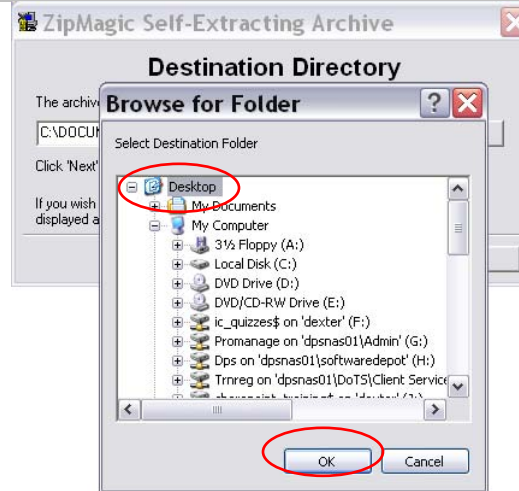 ZipMagic Self-Extracting Archive
Destination Directory
The archiv
Browse for Folder
C:\DOCUM
Select Destination Folder
Click 'Next'
Desktop
If you wish
My Documents
displayed a
My Computer
3½ Floppy (A:)
Local Disk (C:)
DVD Drive (D:)
DVD/CD-RW Drive (E:)
ic_quizzes$ on 'dexter' (F:)
Promanage on 'dpsnas01\Admin' (G:)
Dps on 'dpsnas01\softwaredepot' (H:)
Trnreg on 'dpsnas01\DoTS\Client Service
OK
Cancel